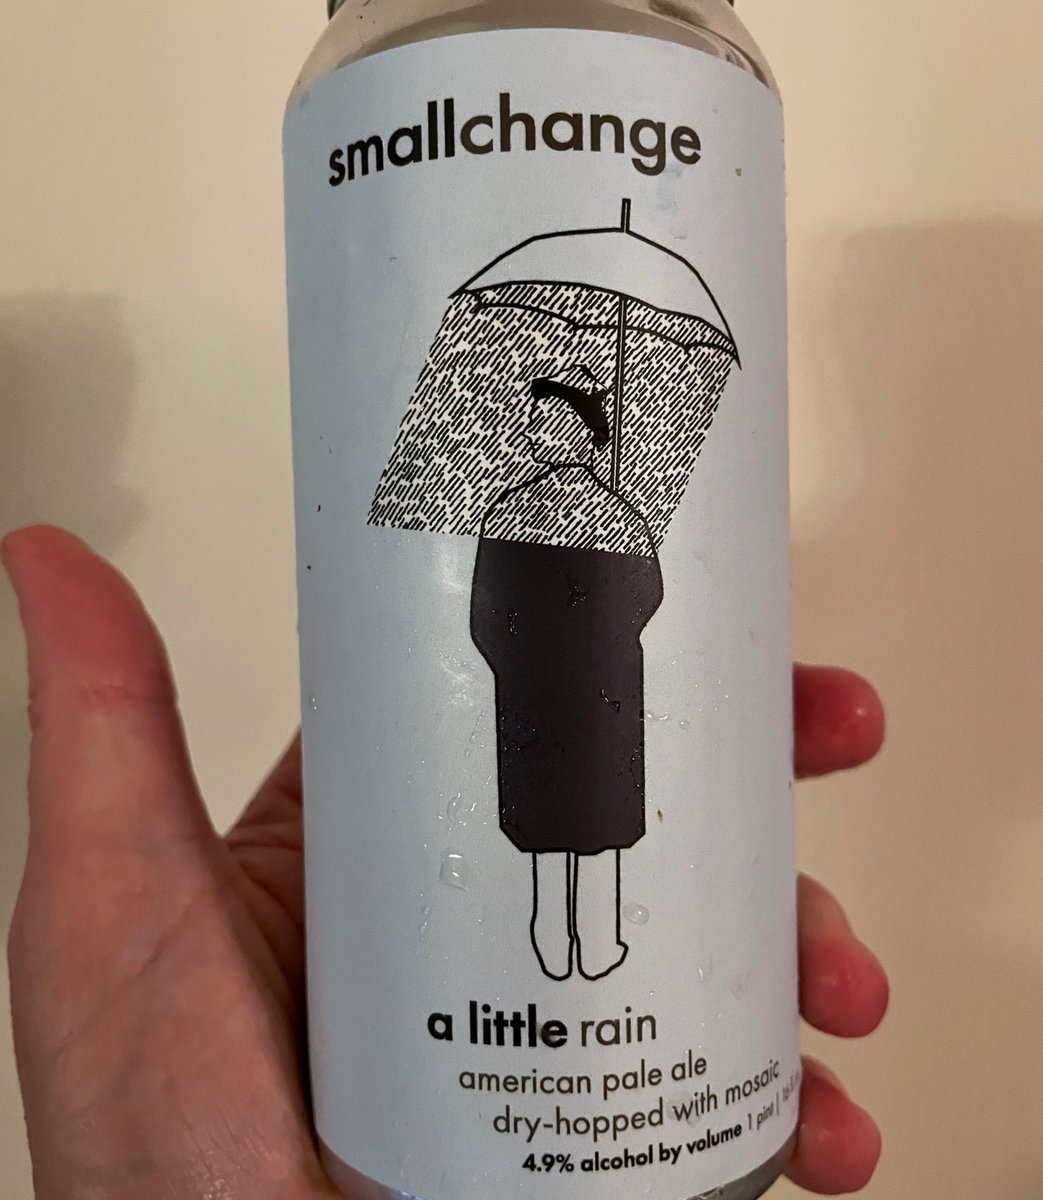 smallchange
a little rain
american pale ale
dry-hopped with mosaic
4.9% alcohol by volume 1 pint |